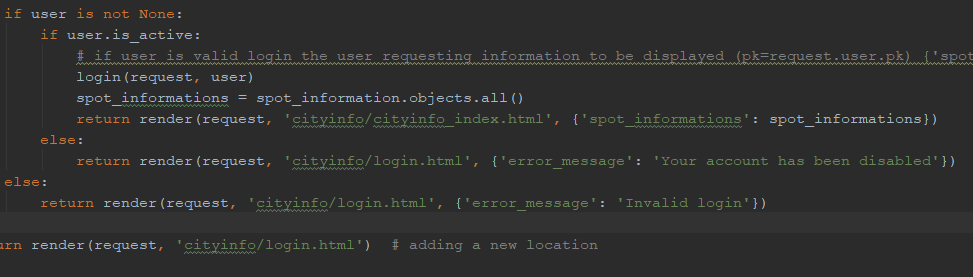 if user is not None:
if user.is_active:
# if user is valid login the user requesting information to be displayed (pk=request.user.pk) {'spot
login(request, user)
spot_informations = spot_information.objects.all()
return render(request, 'cityinfo/cityinfo_index.html', {'spot_informations': spot_informations})
else:
return render(request, 'cityinfo/login.html', {'error_message': 'Your account has been disabled'})
else:
return render(request, 'cityinfo/login.html', {'error_message': 'Invalid login'})
urn render(request, 'cityinfo/login.html')  # adding a new location